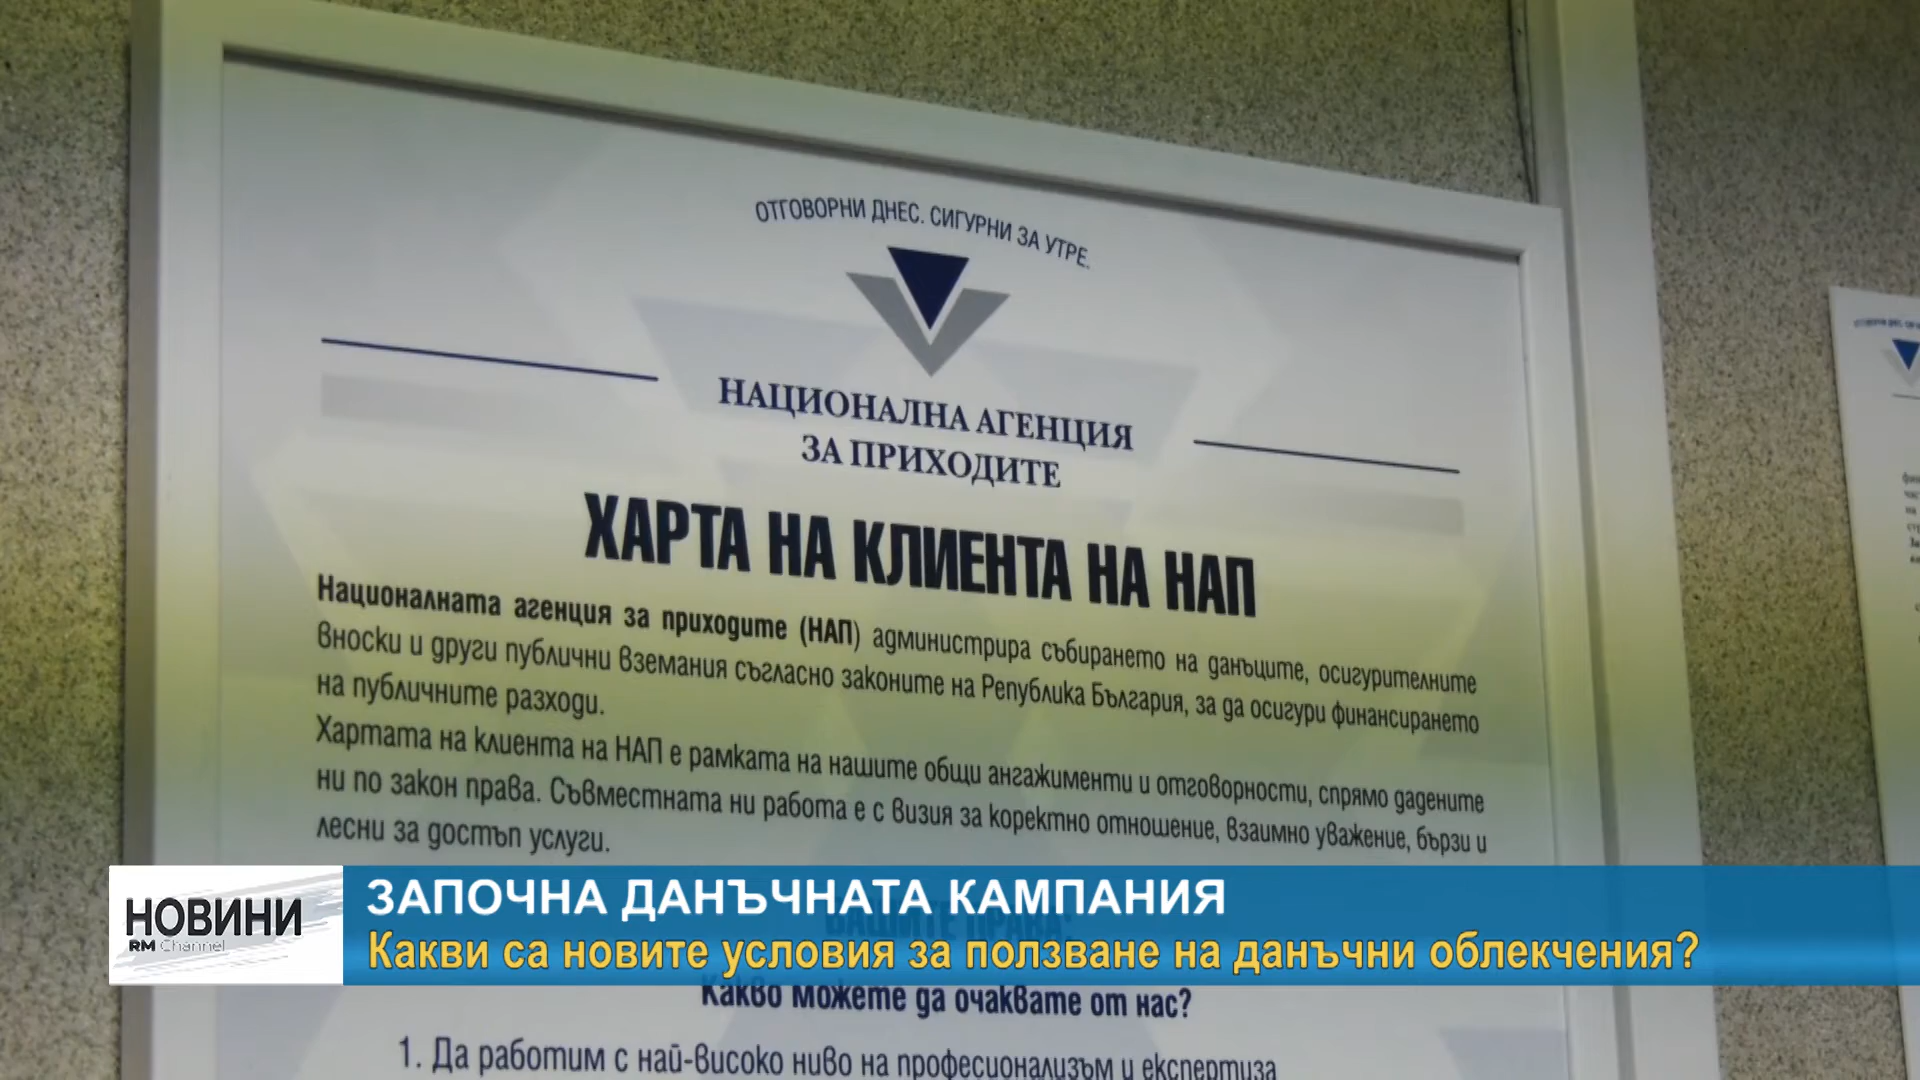 ОТГОВОРНИ ДНЕС. СИГУРНИ ЗА УТРЕ.
НАЦИОНАЛНА АГЕНЦИЯ
ЗА ПРИХОДИТЕ
ХАРТА НА КЛИЕНТА НА НАП
Националната агенция за приходите (НАП) администрира събирането на данъците, осигурителните
вноски и други публични вземания съгласно законите на Република България, за да осигури финансирането
на публичните разходи.
Хартата на клиента на НАП е рамката на нашите общи ангажименти и отговорности, спрямо дадените
ни по закон права. Съвместната ни работа е с визия за коректно отношение, взаимно уважение, бързи и
лесни за достъп услуги.
НОВИНИ
RM Channel
ЗАПОЧНА ДАНЪЧНАТА КАМПАНИЯ
ВАШИТЕ ПРАВА:
Какви са новите условия за ползване на данъчни облекчения?
Какво можете да очаквате от нас?
1. Да работим с най-високо ниво на професионализъм и експертиза